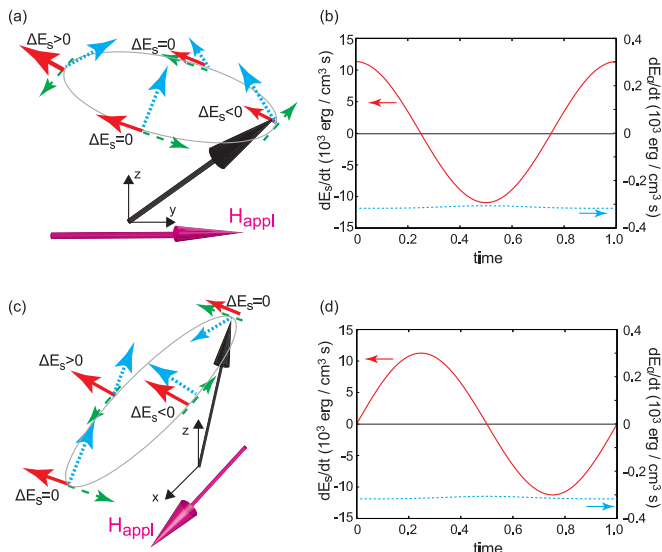 (a)
ΔEs>0
ΔEs=0
ΔEs<0
ΔEs=0
z
y
Happl
(b)
15
10
5
0
-5
-10
-15
0
0.2
0.4
0.6
0.8
1.0
time
dEs/dt (10³ erg / cm³ s)
0.4
0.2
0
-0.2
-0.4
dEα/dt (10³ erg / cm³ s)
(c)
ΔEs=0
ΔEs>0
ΔEs<0
ΔEs=0
z
x
Happl
(d)
15
10
5
0
-5
-10
-15
0
0.2
0.4
0.6
0.8
1.0
time
dEs/dt (10³ erg / cm³ s)
0.4
0.2
0
-0.2
-0.4
dEα/dt (10³ erg / cm³ s)